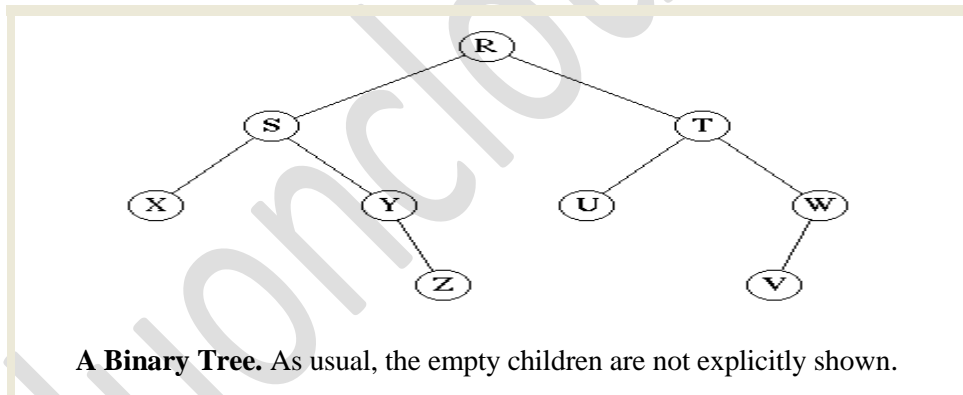 R
S T
X Y U W
Z V
A Binary Tree. As usual, the empty children are not explicitly shown.